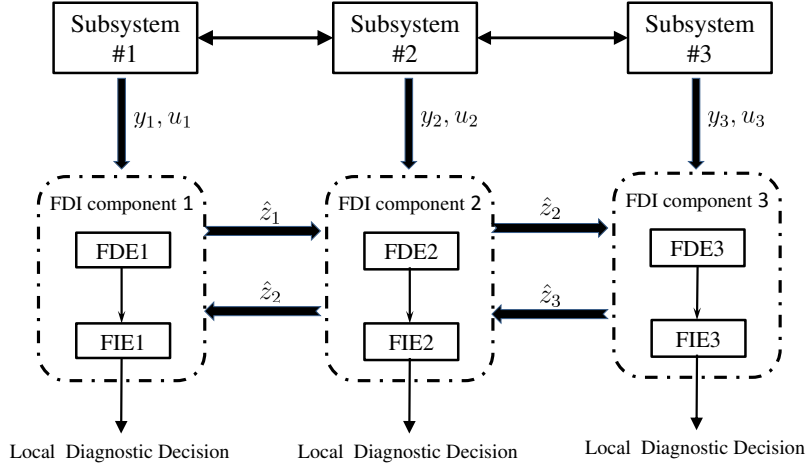 Subsystem
#1
Subsystem
#2
Subsystem
#3
y₁, u₁
y₂, u₂
y₃, u₃
FDI component 1
FDI component 2
FDI component 3
ẑ₁
ẑ₂
FDE1
FDE2
FDE3
ẑ₂
ẑ₃
FIE1
FIE2
FIE3
Local Diagnostic Decision
Local Diagnostic Decision
Local Diagnostic Decision